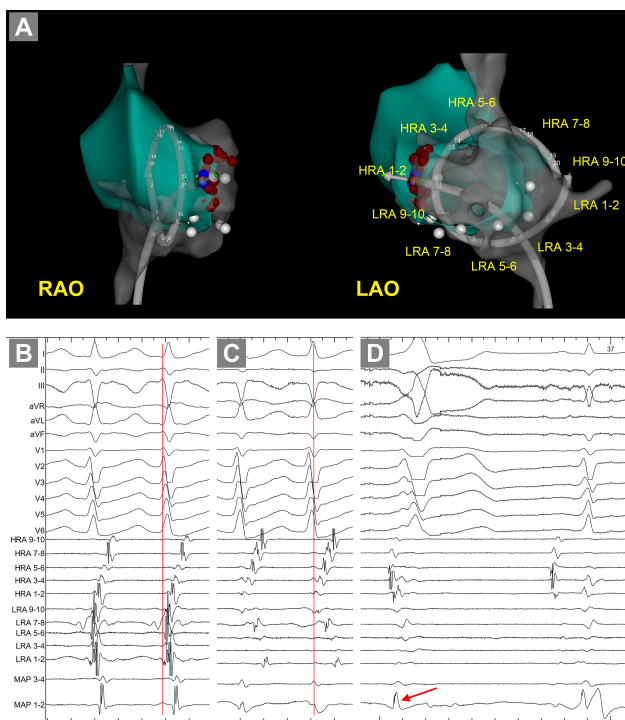 A
HRA 5-6
HRA 7-8
HRA 3-4
HRA 9-10
HRA 1-2
LRA 1-2
LRA 9-10
LRA 3-4
LRA 7-8
LRA 5-6
RAO
LAO
B
C
D
37
I
II
III
aVR
aVL
aVF
V1
V2
V3
V4
V5
V6
HRA 9-10
HRA 7-8
HRA 5-6
HRA 3-4
HRA 1-2
LRA 9-10
LRA 7-8
LRA 5-6
LRA 3-4
LRA 1-2
MAP 3-4
MAP 1-2